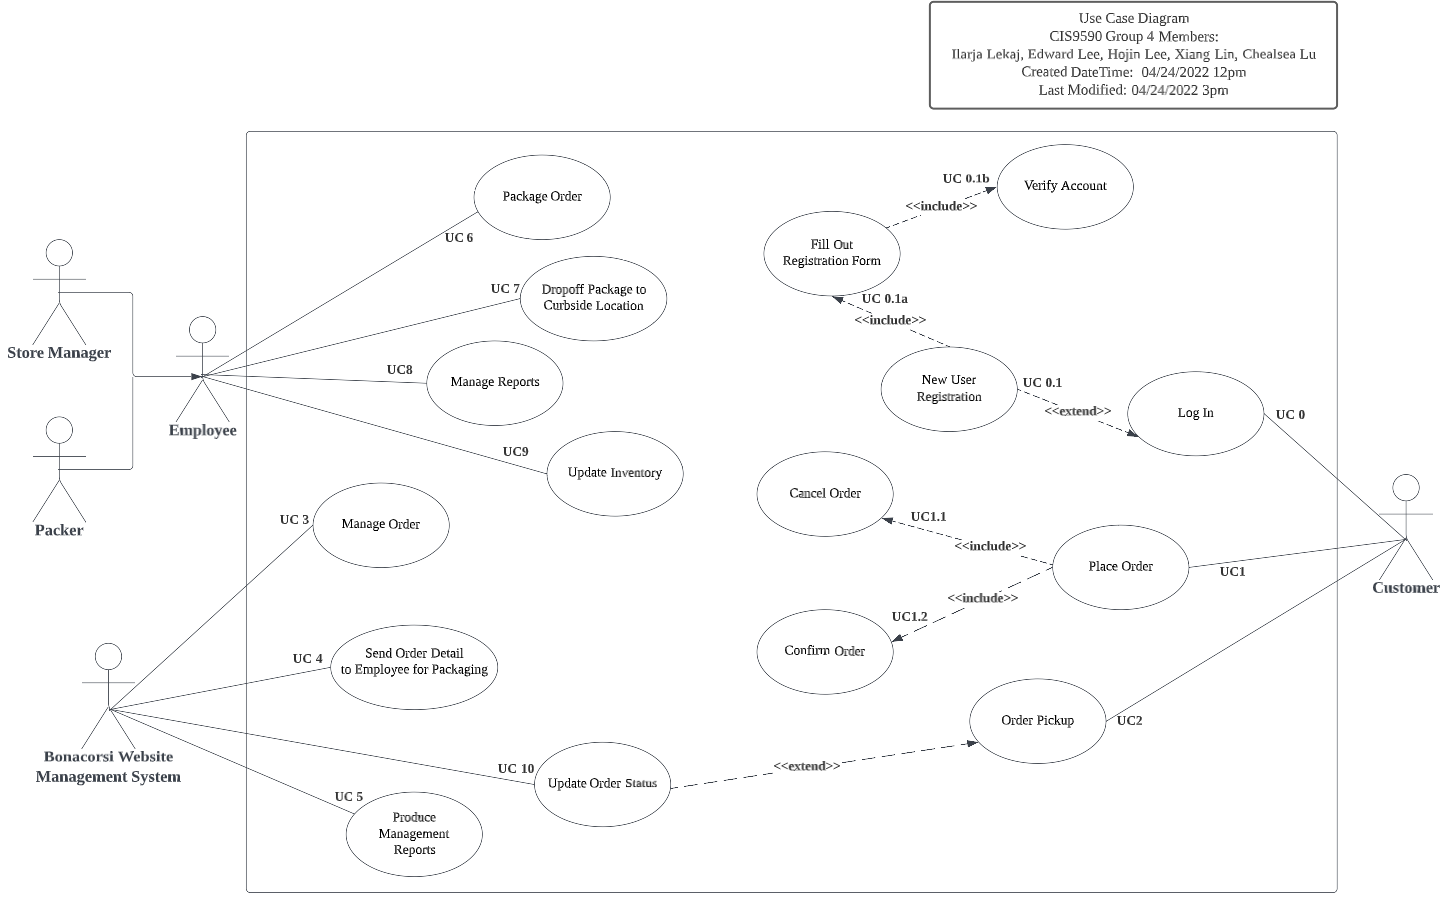 Use Case Diagram
CIS9590 Group 4 Members:
Ilarja Lekaj, Edward Lee, Hojin Lee, Xiang Lin, Chealsea Lu
Created DateTime: 04/24/2022 12pm
Last Modified: 04/24/2022 3pm
Package Order
UC 6
UC 7
Dropoff Package to
Curbside Location
UC8
Manage Reports
UC9
Update Inventory
Store Manager
Employee
Packer
UC 3
Manage Order
UC 4
Send Order Detail
to Employee for Packaging
Bonacorsi Website
Management System
UC 10
Update Order Status
UC 5
Produce
Management
Reports
UC 0.1b
Verify Account
<<include>>
Fill Out
Registration Form
UC 0.1a
<<include>>
New User
Registration
UC 0.1
<<extend>>
Log In
UC 0
Cancel Order
UC1.1
<<include>>
Place Order
UC1
<<include>>
UC1.2
Confirm Order
Customer
Order Pickup
UC2
<<extend>>